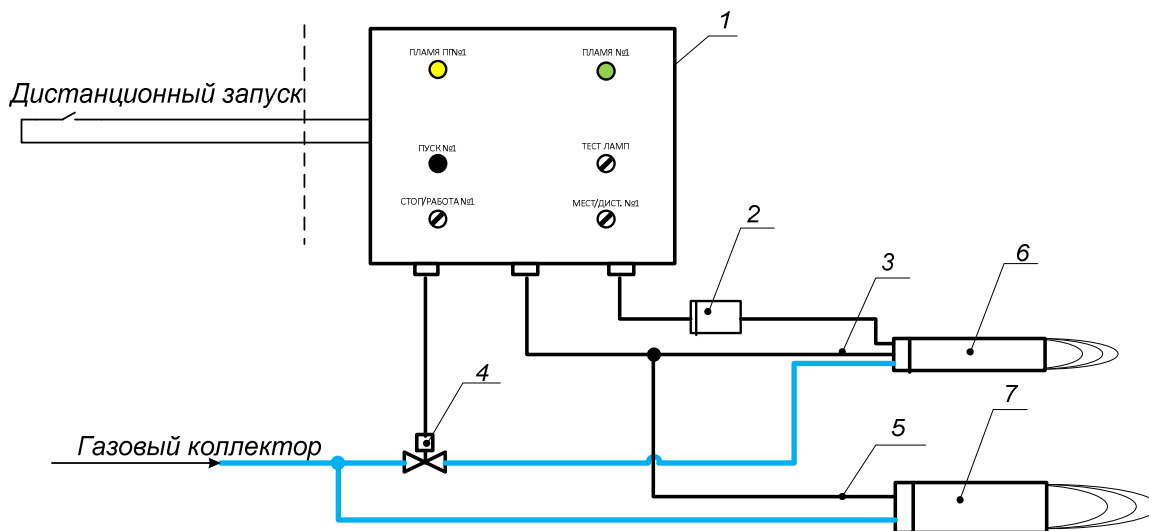 1
ПЛАМЯ ПГ№1
ПЛАМЯ №1
Дистанционный запуск
ПУСК №1
ТЕСТ ЛАМП
СТОП/РАБОТА №1
МЕСТ/ДИСТ. №1
2
3
6
4
7
Газовый коллектор
5